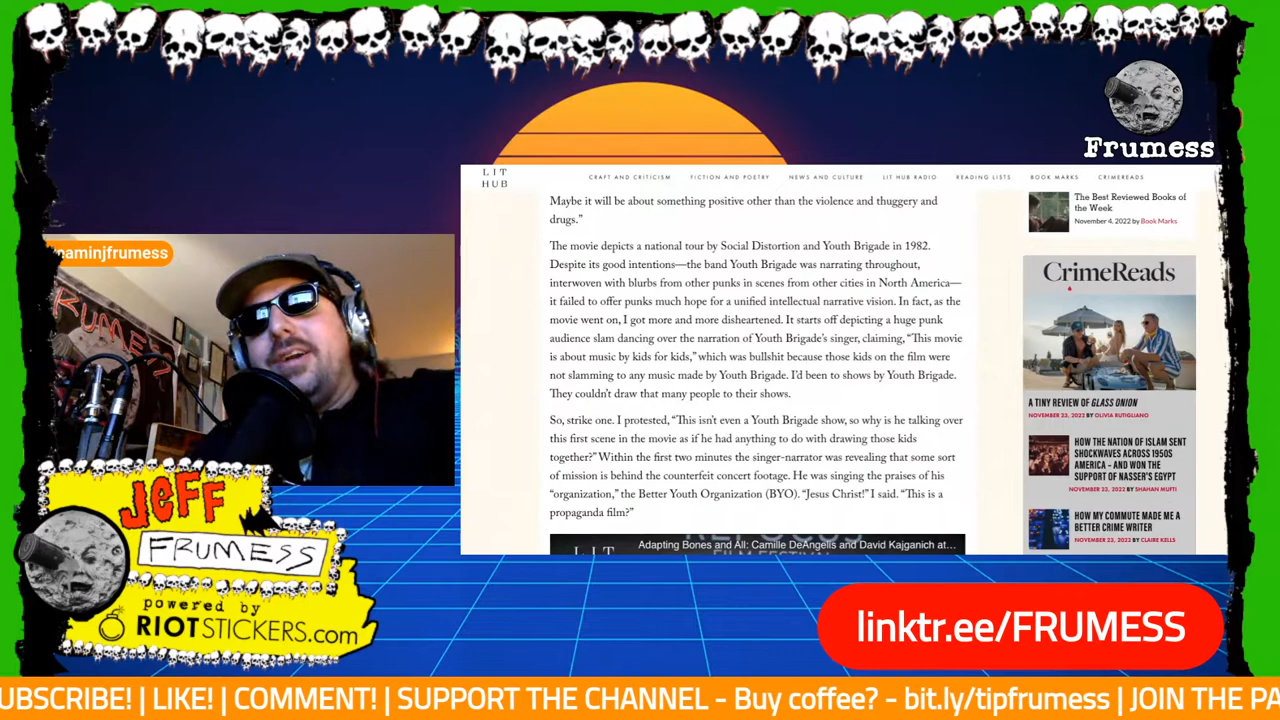 Frumess
LIT
HUB
CRAFT AND CRITICISM
FICTION AND POETRY
NEWS AND CULTURE
LIT HUB RADIO
READING LISTS
BOOK MARKS
CRIMEREADS
Maybe it will be about something positive other than the violence and thuggery and
drugs.”
The movie depicts a national tour by Social Distortion and Youth Brigade in 1982.
Despite its good intentions—the band Youth Brigade was narrating throughout,
interwoven with blurbs from other punks in scenes from other cities in North America—
it failed to offer punks much hope for a unified intellectual narrative vision. In fact, as the
movie went on, I got more and more disheartened. It starts off depicting a huge punk
audience slam dancing over the narration of Youth Brigade’s singer, claiming, “This movie
is about music by kids for kids,” which was bullshit because those kids on the film were
not slamming to any music made by Youth Brigade. I’d been to shows by Youth Brigade.
They couldn’t draw that many people to their shows.
So, strike one. I protested, “This isn’t even a Youth Brigade show, so why is he talking over
this first scene in the movie as if he had anything to do with drawing those kids
together?” Within the first two minutes the singer-narrator was revealing that some sort
of mission is behind the counterfeit concert footage. He was singing the praises of his
“organization,” the Better Youth Organization (BYO). “Jesus Christ!” I said. “This is a
propaganda film?”
LIT
Adapting Bones and All: Camille DeAngelis and David Kajganich at...
The Best Reviewed Books of
the Week
November 4, 2022 by Book Marks
CrimeReads
A TINY REVIEW OF GLASS ONION
NOVEMBER 23, 2022 BY OLIVIA RUTIGLIANO
HOW THE NATION OF ISLAM SENT
SHOCKWAVES ACROSS 1950S
AMERICA – AND WON THE
SUPPORT OF NASSER'S EGYPT
NOVEMBER 23, 2022 BY SHAHAN MUFTI
HOW MY COMMUTE MADE ME A
BETTER CRIME WRITER
NOVEMBER 23, 2022 BY CLAIRE KELLS
eaminjfrumess
JEFF
FRUMESS
powered by
RIOTSTICKERS.com
linktr.ee/FRUMESS
UBSCRIBE! | LIKE! | COMMENT! | SUPPORT THE CHANNEL - Buy coffee? - bit.ly/tipfrumess | JOIN THE PA